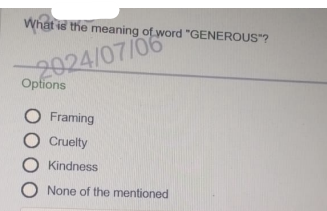 What is the meaning of word "GENEROUS"?
2024/07/06
Options
Framing
Cruelty
Kindness
None of the mentioned